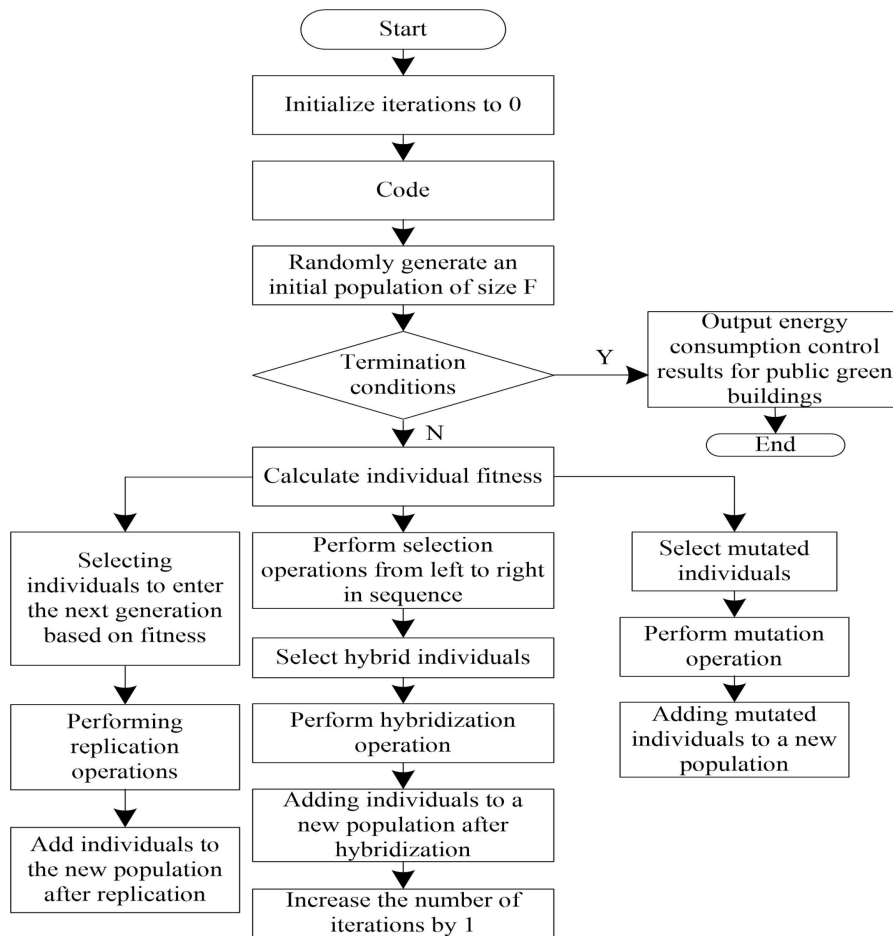 Start
Initialize iterations to 0
Code
Randomly generate an
initial population of size F
Termination
conditions
Y
Output energy
consumption control
results for public green
buildings
End
N
Calculate individual fitness
Selecting
individuals to enter
the next generation
based on fitness
Performing
replication
operations
Add individuals to
the new population
after replication
Perform selection
operations from left to right
in sequence
Select hybrid individuals
Perform hybridization
operation
Adding individuals to a
new population after
hybridization
Increase the number of
iterations by 1
Select mutated
individuals
Perform mutation
operation
Adding mutated
individuals to a new
population